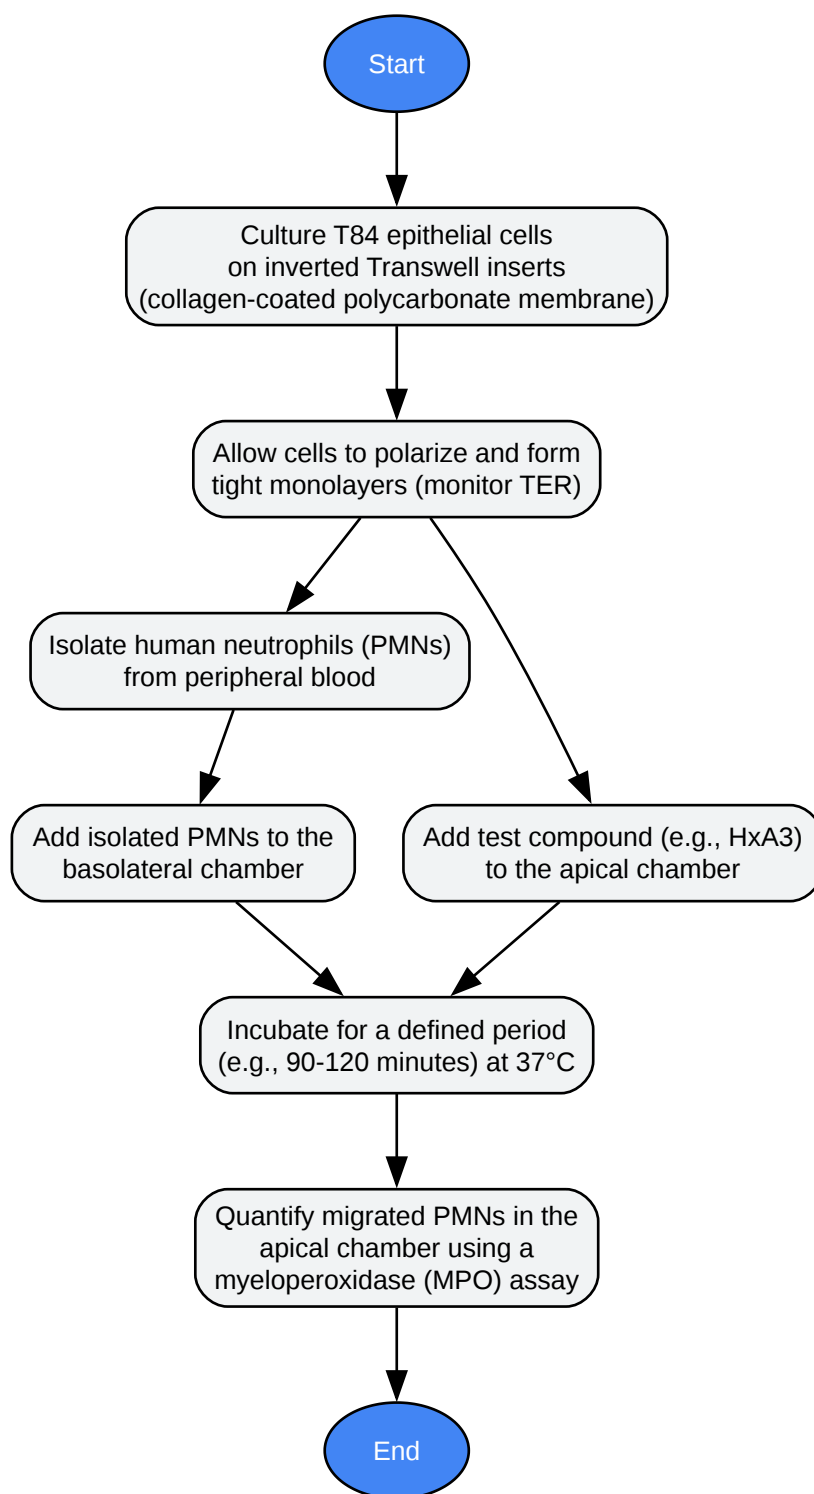 Start
Culture T84 epithelial cells
on inverted Transwell inserts
(collagen-coated polycarbonate membrane)
Allow cells to polarize and form
tight monolayers (monitor TER)
Isolate human neutrophils (PMNs)
from peripheral blood
Add isolated PMNs to the
basolateral chamber
Add test compound (e.g., HxA3)
to the apical chamber
Incubate for a defined period
(e.g., 90-120 minutes) at 37°C
Quantify migrated PMNs in the
apical chamber using a
myeloperoxidase (MPO) assay
End